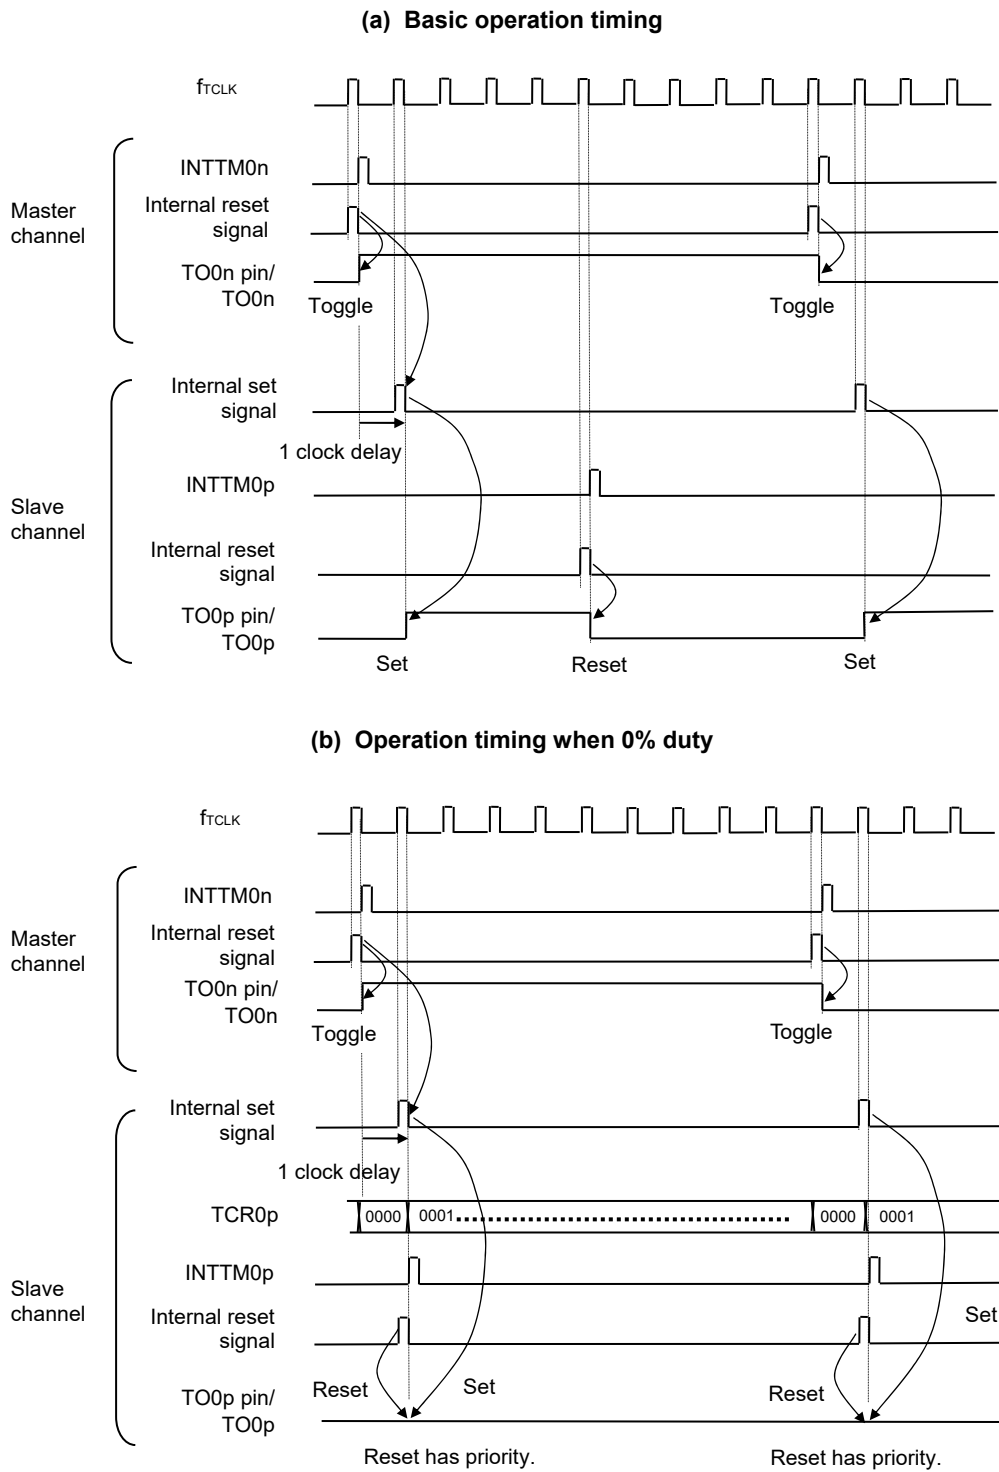 (a) Basic operation timing
fTCLK
INTTM0n
Internal reset
signal
Master
channel
TO0n pin/
TO0n
Toggle
Toggle
Internal set
signal
1 clock delay
INTTM0p
Slave
channel
Internal reset
signal
TO0p pin/
TO0p
Set
Reset
Set
(b) Operation timing when 0% duty
fTCLK
INTTM0n
Master
channel
Internal reset
signal
TO0n pin/
TO0n
Toggle
Toggle
Internal set
signal
1 clock delay
TCR0p
0000
0001
0000
0001
INTTM0p
Slave
channel
Internal reset
signal
Set
Reset
Set
Reset
TO0p pin/
TO0p
Reset has priority.
Reset has priority.